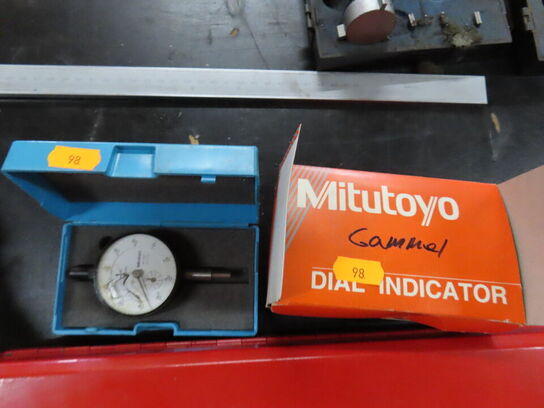 98
Mitutoyo
Gammel
98
DIAL INDICATOR